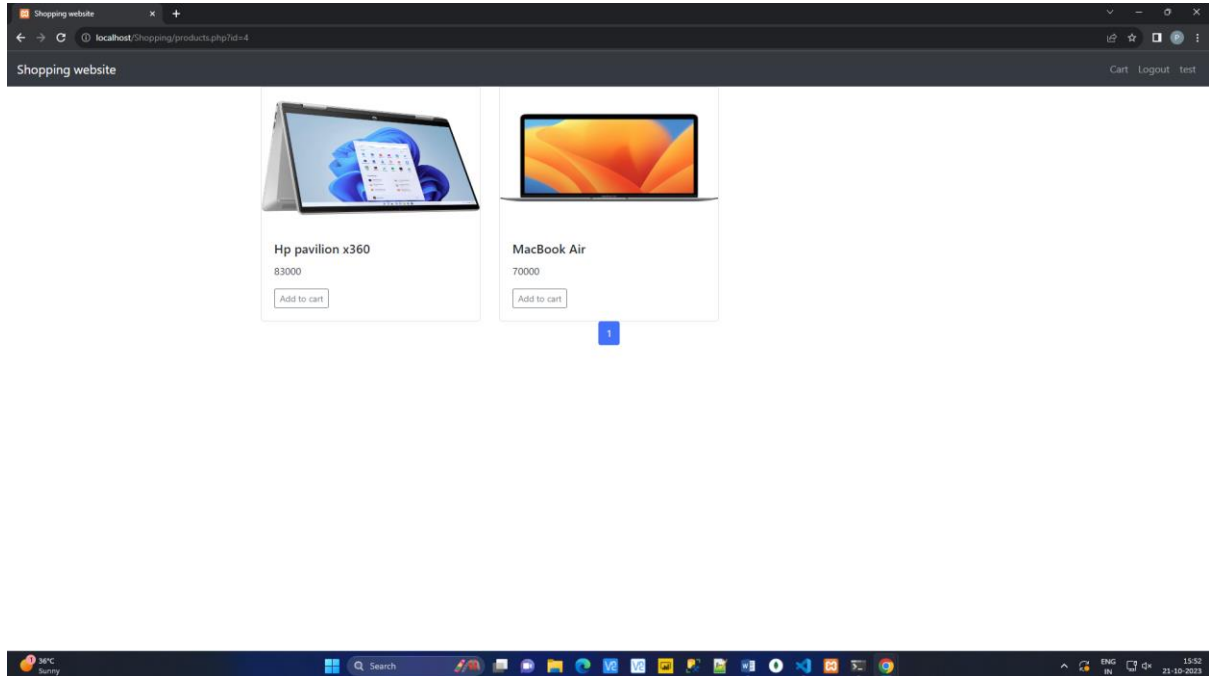 Shopping website
localhost/Shopping/products.php?id=4
Shopping website
Cart Logout test
Hp pavilion x360
83000
Add to cart
MacBook Air
70000
Add to cart
1
1
36°C
Sunny
Search
ENG
IN
15:52
21-10-2023